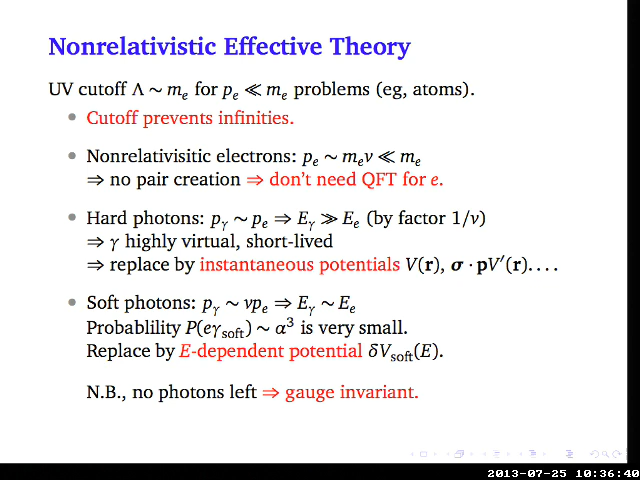 Nonrelativistic Effective Theory
UV cutoff Λ ∼ mₑ for pₑ ≪ mₑ problems (eg, atoms).
• Cutoff prevents infinities.
• Nonrelativisitic electrons: pₑ ∼ mₑv ≪ mₑ
⇒ no pair creation ⇒ don't need QFT for e.
• Hard photons: p_γ ∼ pₑ ⇒ E_γ ≫ Eₑ (by factor 1/v)
⇒ γ highly virtual, short-lived
⇒ replace by instantaneous potentials V(r), σ · pV′(r)....
• Soft photons: p_γ ∼ vpₑ ⇒ E_γ ∼ Eₑ
Probablility P(eγ_soft) ∼ α³ is very small.
Replace by E-dependent potential δV_soft(E).
N.B., no photons left ⇒ gauge invariant.
2013-07-25 10:36:40